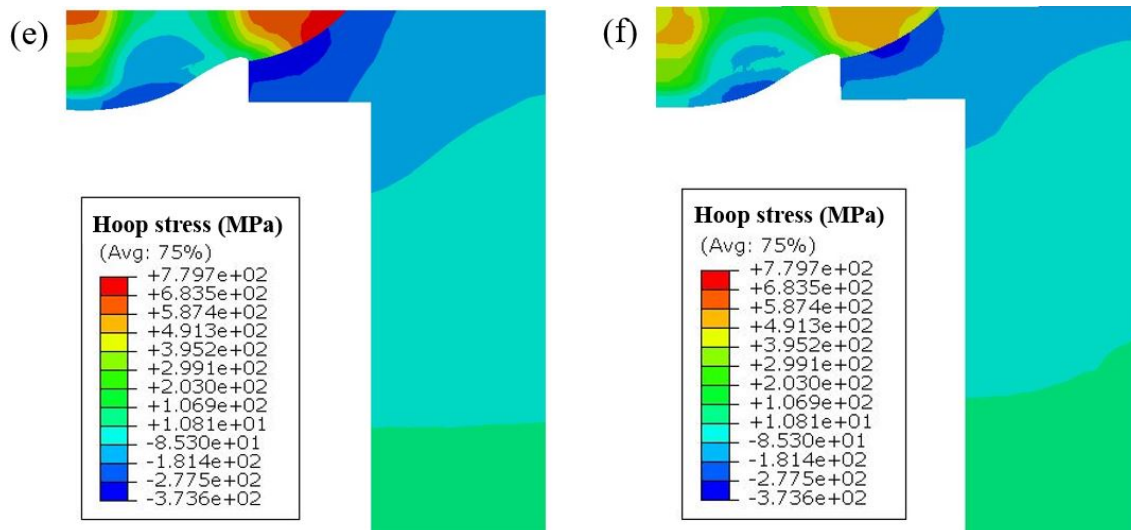 (e)
Hoop stress (MPa)
(Avg: 75%)
+7.797e+02
+6.835e+02
+5.874e+02
+4.913e+02
+3.952e+02
+2.991e+02
+2.030e+02
+1.069e+02
+1.081e+01
-8.530e+01
-1.814e+02
-2.775e+02
-3.736e+02
(f)
Hoop stress (MPa)
(Avg: 75%)
+7.797e+02
+6.835e+02
+5.874e+02
+4.913e+02
+3.952e+02
+2.991e+02
+2.030e+02
+1.069e+02
+1.081e+01
-8.530e+01
-1.814e+02
-2.775e+02
-3.736e+02